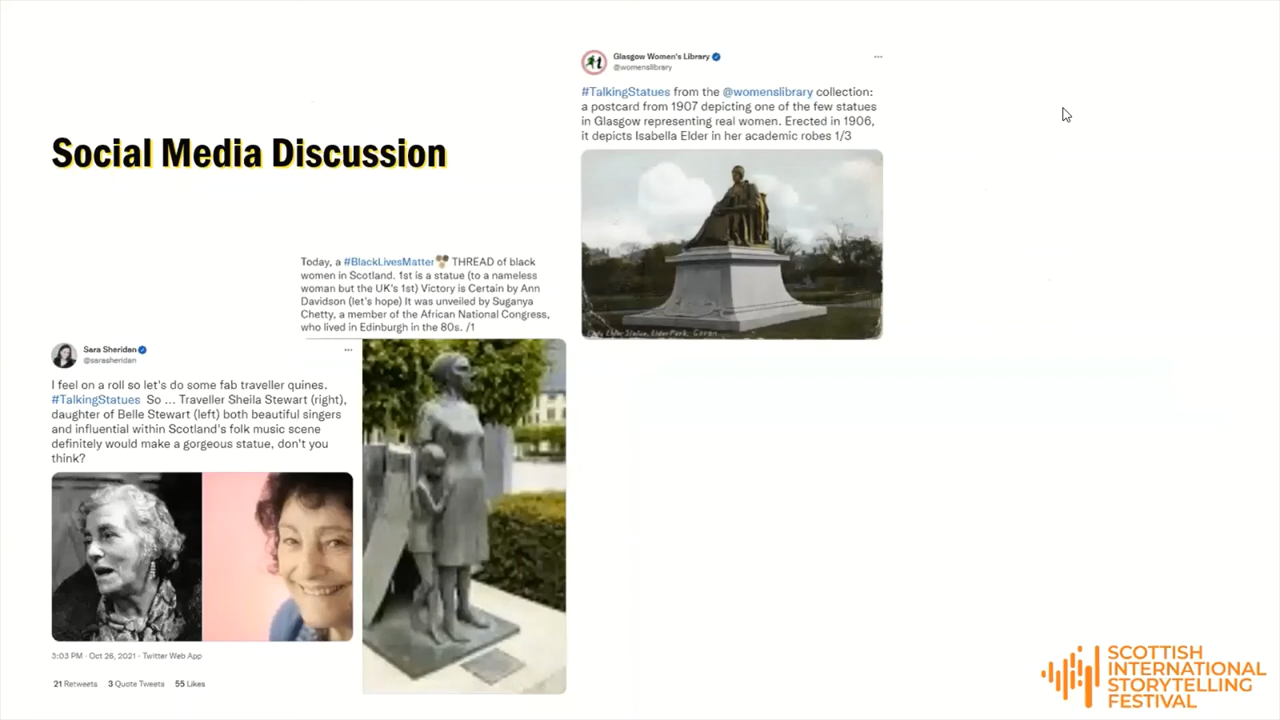 Social Media Discussion
Glasgow Women's Library
@womenslibrary
#TalkingStatues from the @womenslibrary collection:
a postcard from 1907 depicting one of the few statues
in Glasgow representing real women. Erected in 1906,
it depicts Isabella Elder in her academic robes 1/3
Elder Statue, Elder Park, Govan
Today, a #BlackLivesMatter THREAD of black
women in Scotland. 1st is a statue (to a nameless
woman but the UK's 1st) Victory is Certain by Ann
Davidson (let's hope) It was unveiled by Suganya
Chetty, a member of the African National Congress,
who lived in Edinburgh in the 80s. /1
Sara Sheridan
@sarasheridan
I feel on a roll so let's do some fab traveller quines.
#TalkingStatues So ... Traveller Sheila Stewart (right),
daughter of Belle Stewart (left) both beautiful singers
and influential within Scotland's folk music scene
definitely would make a gorgeous statue, don't you
think?
3:03 PM · Oct 26, 2021 · Twitter Web App
21 Retweets 3 Quote Tweets 55 Likes
SCOTTISH
INTERNATIONAL
STORYTELLING
FESTIVAL